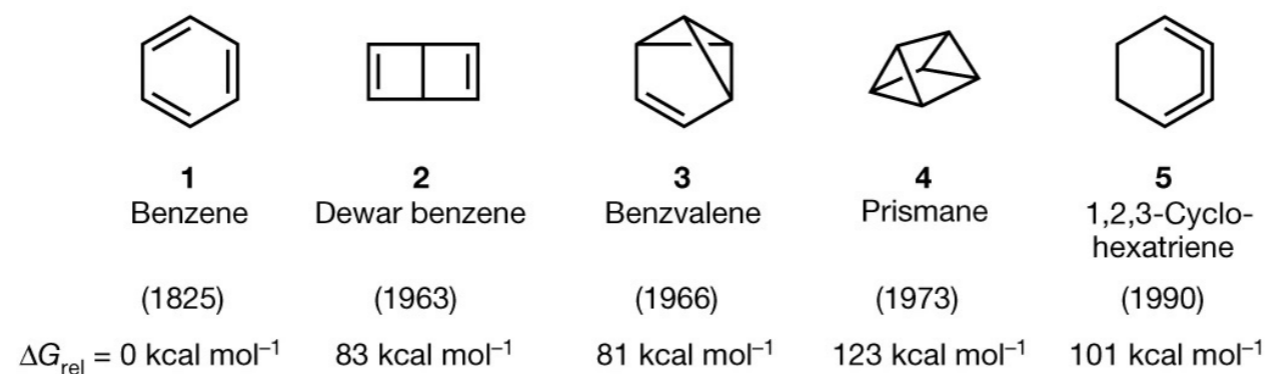 1 2 3 4 5
Benzene Dewar benzene Benzvalene Prismane 1,2,3-Cyclo-
hexatriene
(1825) (1963) (1966) (1973) (1990)
ΔG_rel = 0 kcal mol⁻¹ 83 kcal mol⁻¹ 81 kcal mol⁻¹ 123 kcal mol⁻¹ 101 kcal mol⁻¹